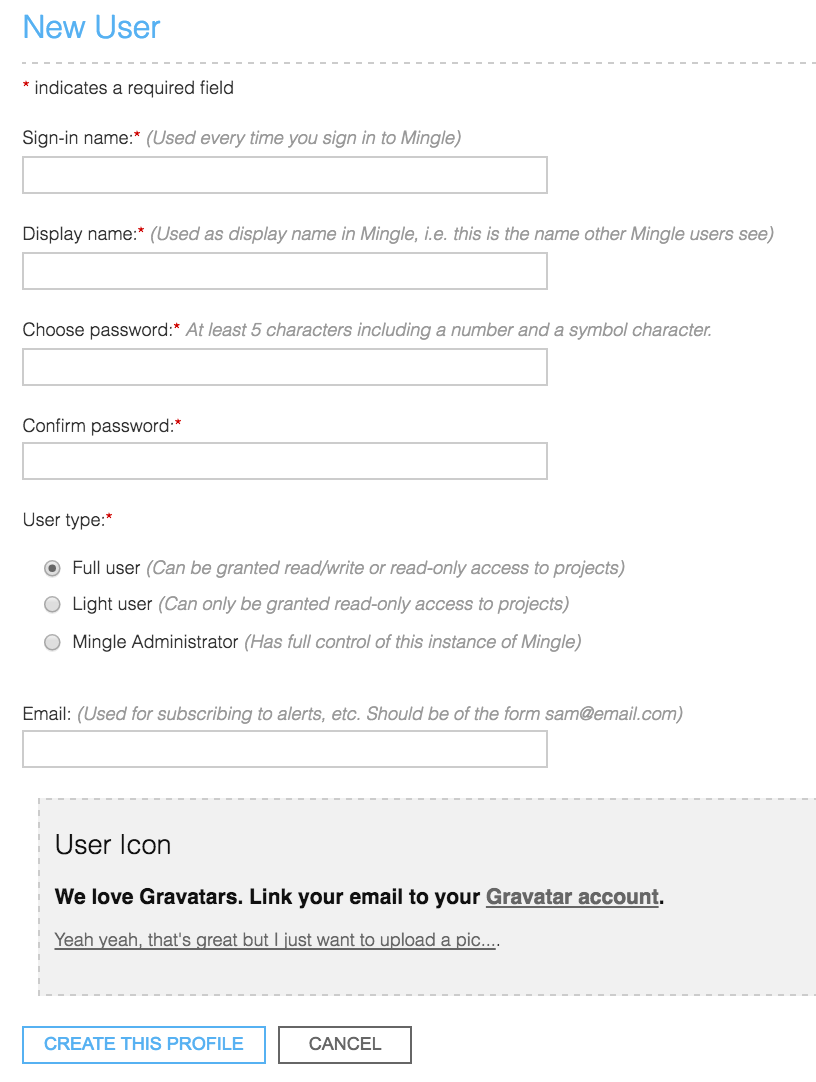 New User
* indicates a required field
Sign-in name:* (Used every time you sign in to Mingle)
Display name:* (Used as display name in Mingle, i.e. this is the name other Mingle users see)
Choose password:* At least 5 characters including a number and a symbol character.
Confirm password:*
User type:*
Full user (Can be granted read/write or read-only access to projects)
Light user (Can only be granted read-only access to projects)
Mingle Administrator (Has full control of this instance of Mingle)
Email: (Used for subscribing to alerts, etc. Should be of the form sam@email.com)
User Icon
We love Gravatars. Link your email to your Gravatar account.
Yeah yeah, that's great but I just want to upload a pic....
CREATE THIS PROFILE CANCEL